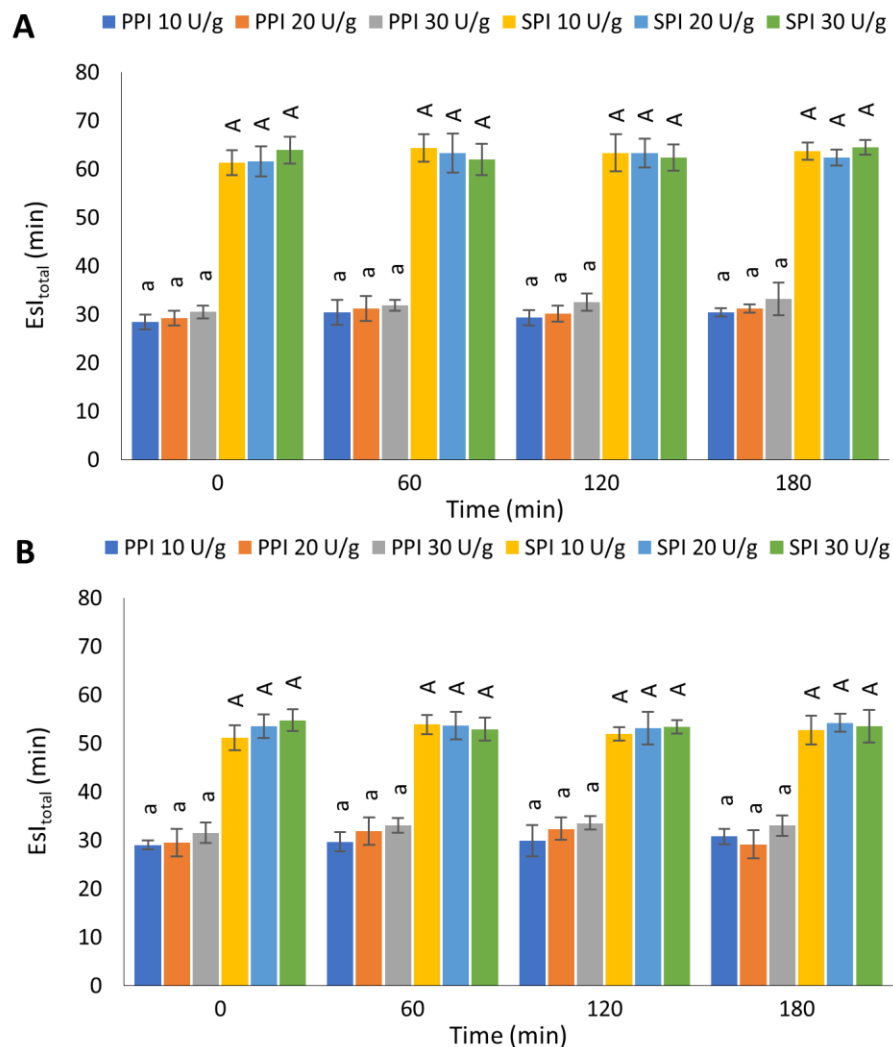 A
PPI 10 U/g PPI 20 U/g PPI 30 U/g SPI 10 U/g SPI 20 U/g SPI 30 U/g
80
70
60
50
40
30
20
10
0
EsI_total (min)
a a a A A A a a a A A A a a a A A A a a a A A A
0 60 120 180
Time (min)
B
PPI 10 U/g PPI 20 U/g PPI 30 U/g SPI 10 U/g SPI 20 U/g SPI 30 U/g
80
70
60
50
40
30
20
10
0
EsI_total (min)
a a a A A A a a a A A A a a a A A A a a a A A A
0 60 120 180
Time (min)